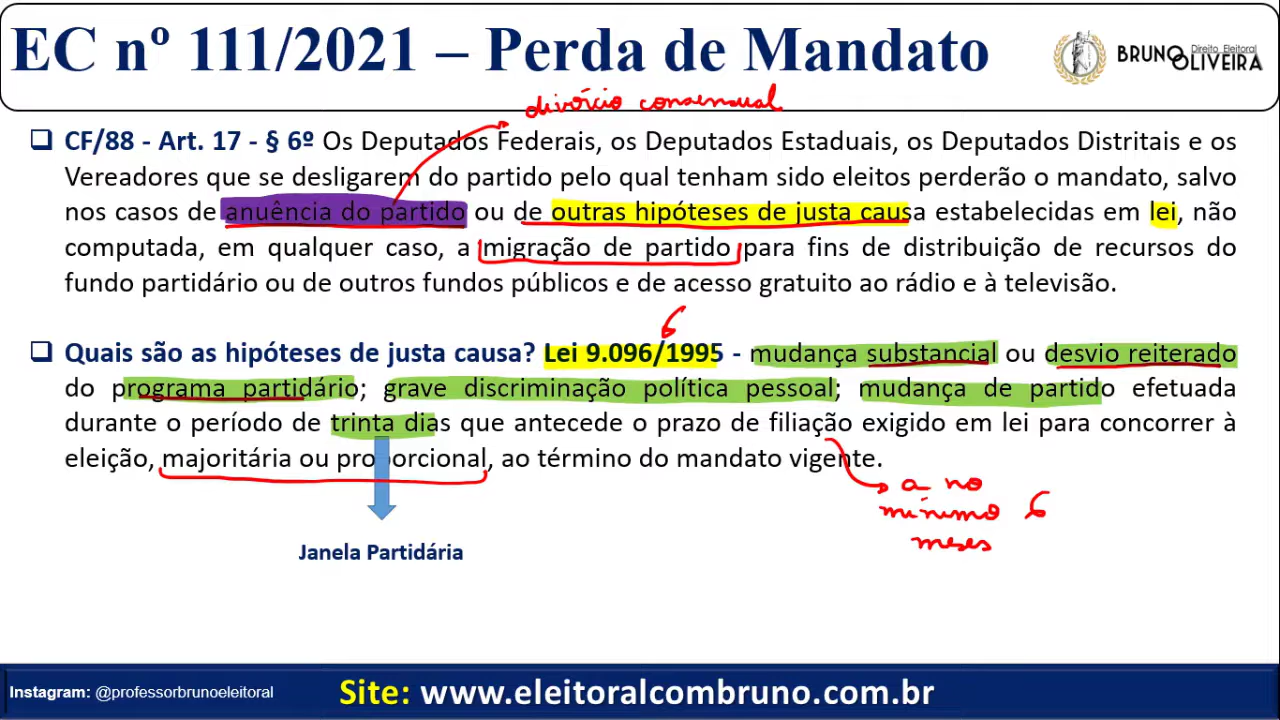 EC nº 111/2021 – Perda de Mandato
BRUNO OLIVEIRA Direito Eleitoral
divórcio consensual
❑ CF/88 - Art. 17 - § 6º Os Deputados Federais, os Deputados Estaduais, os Deputados Distritais e os
Vereadores que se desligarem do partido pelo qual tenham sido eleitos perderão o mandato, salvo
nos casos de anuência do partido ou de outras hipóteses de justa causa estabelecidas em lei, não
computada, em qualquer caso, a migração de partido para fins de distribuição de recursos do
fundo partidário ou de outros fundos públicos e de acesso gratuito ao rádio e à televisão.
6
❑ Quais são as hipóteses de justa causa? Lei 9.096/1995 - mudança substancial ou desvio reiterado
do programa partidário; grave discriminação política pessoal; mudança de partido efetuada
durante o período de trinta dias que antecede o prazo de filiação exigido em lei para concorrer à
eleição, majoritária ou proporcional, ao término do mandato vigente.
a no
mínimo 6
meses
Janela Partidária
Instagram: @professorbrunoeleitoral
Site: www.eleitoralcombruno.com.br